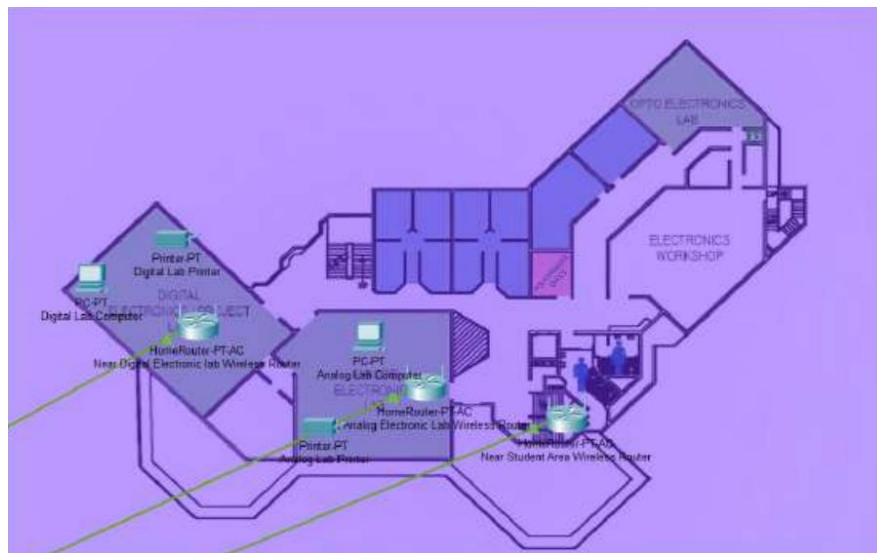 OPTO ELECTRONICS
LAB
ELECTRONICS
WORKSHOP
Printer-PT
Digital Lab Printer
PC-PT
Digital Lab Computer
DIGITAL
HomeRouter-PT-AC
Near Digital Electronic lab Wireless Router
PC-PT
Analog Lab Computer
HomeRouter-PT-AC
Analog Electronic Lab Wireless Router
Printer-PT
Analog Lab Printer
HomeRouter-PT-AC
Near Student Area Wireless Router